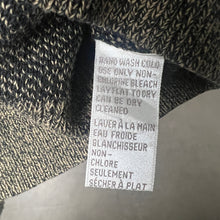 HAND WASH COLD
USE ONLY NON-
CHLORINE BLEACH
LAY FLAT TO DRY
CAN BE DRY
CLEANED
LAVER À LA MAIN
EAU FROIDE
BLANCHISSEUR
NON-
CHLORE
SEULEMENT
SÉCHER À PLAT